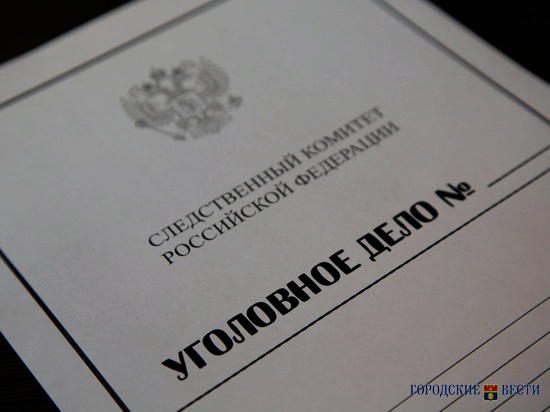 СЛЕДСТВЕННЫЙ КОМИТЕТ
РОССИЙСКОЙ ФЕДЕРАЦИИ
УГОЛОВНОЕ ДЕЛО №
ГОРОДСКИЕ ВЕСТИ